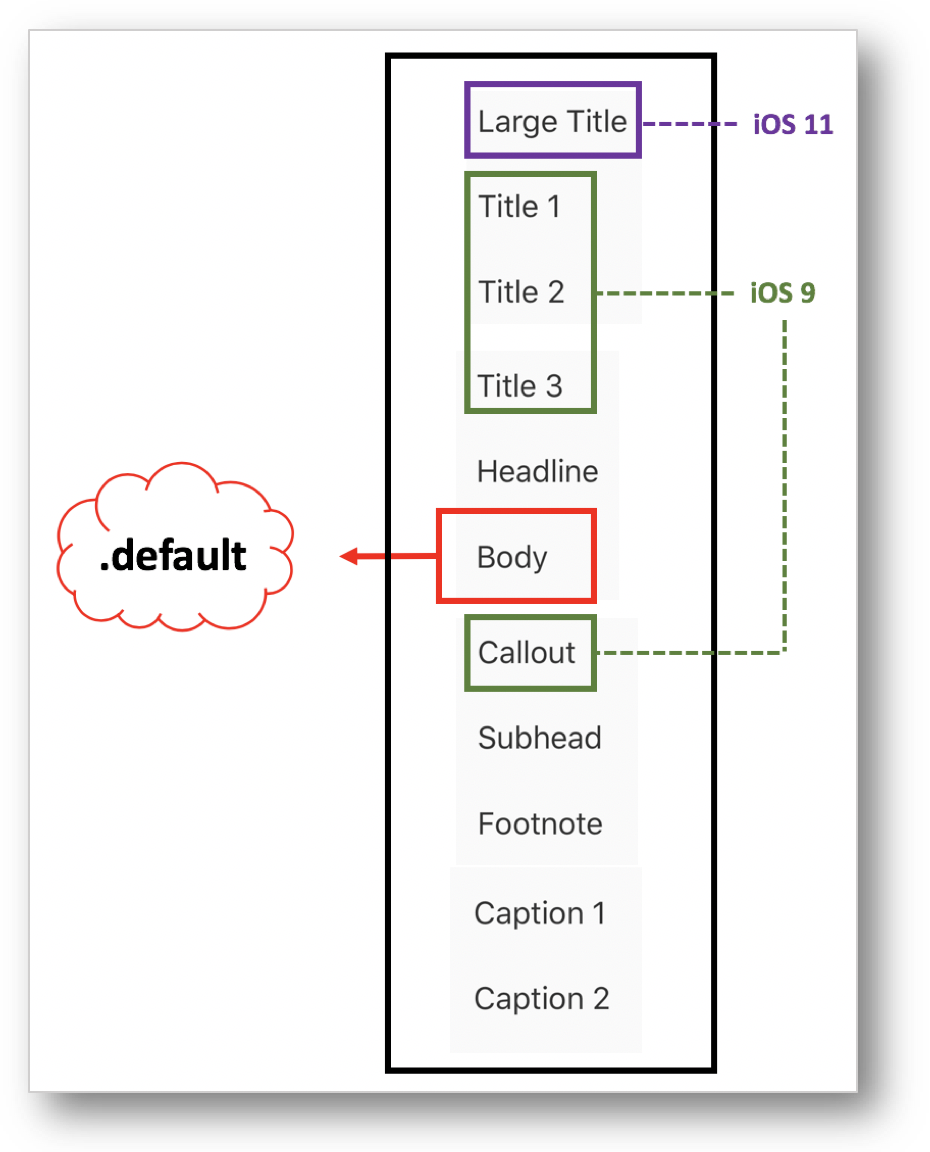 Large Title
iOS 11
Title 1
Title 2
iOS 9
Title 3
Headline
.default
Body
Callout
Subhead
Footnote
Caption 1
Caption 2